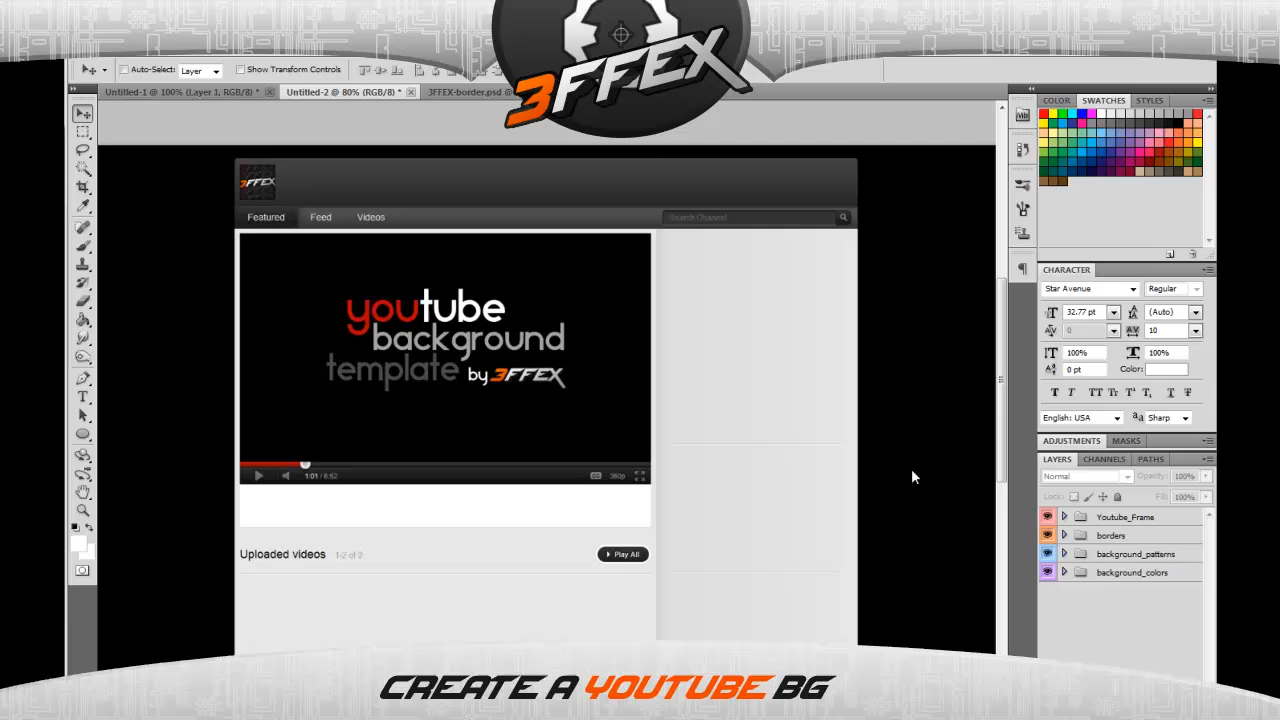 3FFEX
Auto-Select: Layer Show Transform Controls
Untitled-1 @ 100% (Layer 1, RGB/8) * Untitled-2 @ 80% (RGB/8) * 3FFEX-border.psd @
COLOR SWATCHES STYLES
3FFEX
Featured Feed Videos Search Channel
youtube
background
template by 3FFEX
1:01 / 6:52 360p
Uploaded videos 1-2 of 2 Play All
CHARACTER
Star Avenue Regular
32.77 pt (Auto)
0 10
100% 100%
0 pt Color:
English: USA Sharp
ADJUSTMENTS MASKS
LAYERS CHANNELS PATHS
Normal Opacity: 100%
Lock: Fill: 100%
Youtube_Frame
borders
background_patterns
background_colors
CREATE A YOUTUBE BG